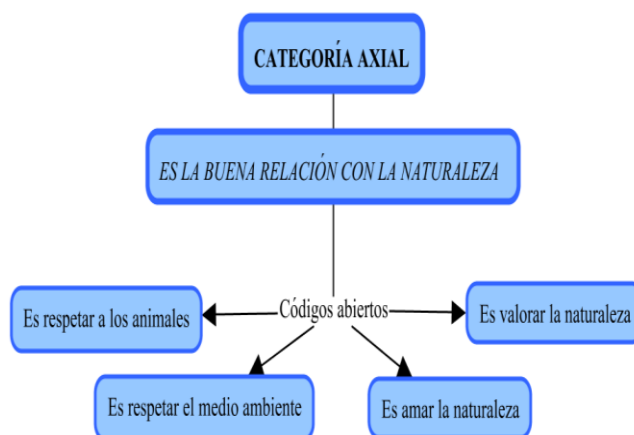 CATEGORÍA AXIAL
ES LA BUENA RELACIÓN CON LA NATURALEZA
Códigos abiertos
Es respetar a los animales
Es valorar la naturaleza
Es respetar el medio ambiente
Es amar la naturaleza